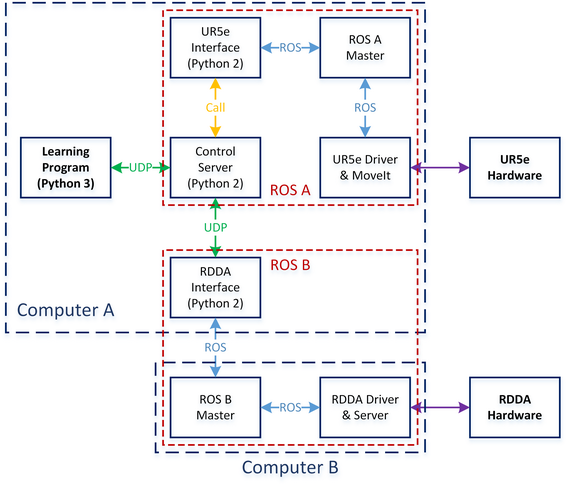 UR5e
Interface
(Python 2)
ROS
ROS A
Master
Call
ROS
Learning
Program
(Python 3)
UDP
Control
Server
(Python 2)
UR5e Driver
& MoveIt
UR5e
Hardware
ROS A
UDP
RDDA
Interface
(Python 2)
ROS B
Computer A
ROS
ROS B
Master
ROS
RDDA Driver
& Server
RDDA
Hardware
Computer B